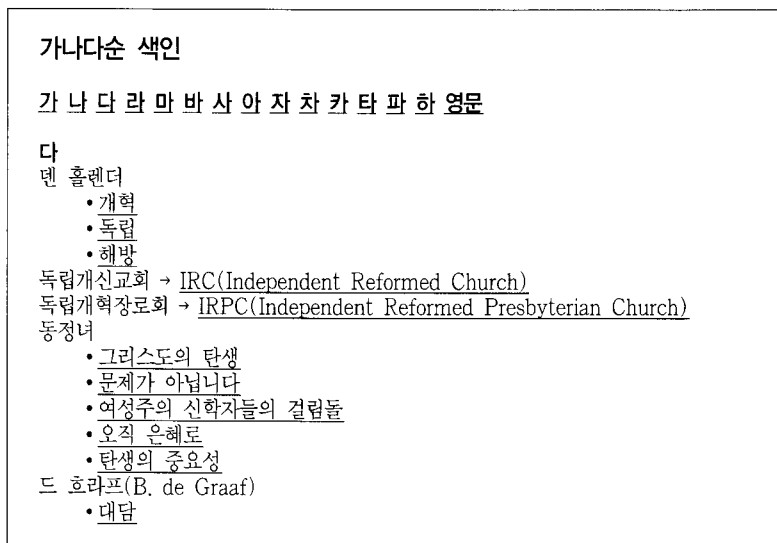 가나다순 색인
가 나 다 라 마 바 사 아 자 차 카 타 파 하 영문
다
덴 홀렌더
• 개혁
• 독립
• 해방
독립개신교회 → IRC(Independent Reformed Church)
독립개혁장로회 → IRPC(Independent Reformed Presbyterian Church)
동정녀
• 그리스도의 탄생
• 문제가 아닙니다
• 여성주의 신학자들의 걸림돌
• 오직 은혜로
• 탄생의 중요성
드 흐라프(B. de Graaf)
• 대담